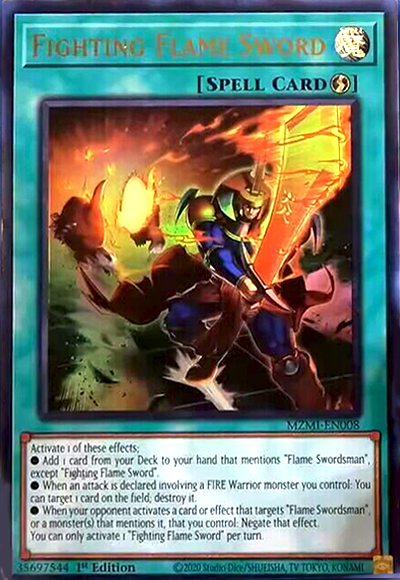 FIGHTING FLAME SWORD
[SPELL CARD]
炎
MZMI-EN008
Activate 1 of these effects;
● Add 1 card from your Deck to your hand that mentions "Flame Swordsman",
except "Fighting Flame Sword".
● When an attack is declared involving a FIRE Warrior monster you control: You
can target 1 card on the field; destroy it.
● When your opponent activates a card or effect that targets "Flame Swordsman",
or a monster(s) that mentions it, that you control: Negate that effect.
You can only activate 1 "Fighting Flame Sword" per turn.
35697544 1st Edition
©2020 Studio Dice/SHUEISHA, TV TOKYO, KONAMI